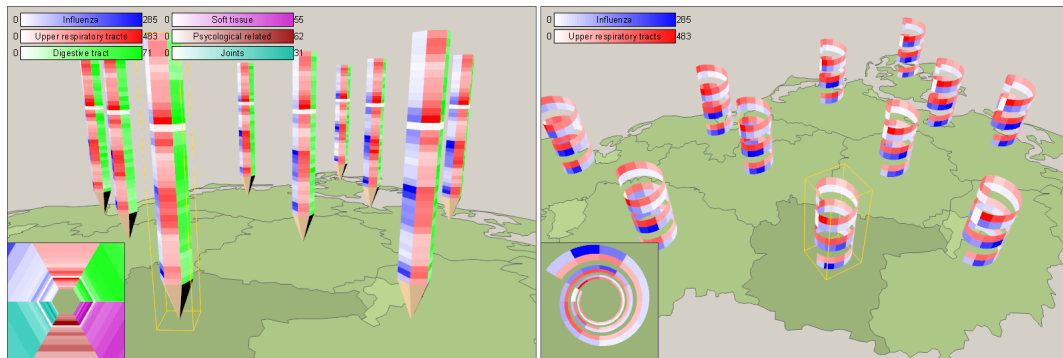 0 Influenza 285 0 Soft tissue 55
0 Upper respiratory tracts 483 0 Psycological related 62
0 Digestive tract 71 0 Joints 31
0 Influenza 285
0 Upper respiratory tracts 483